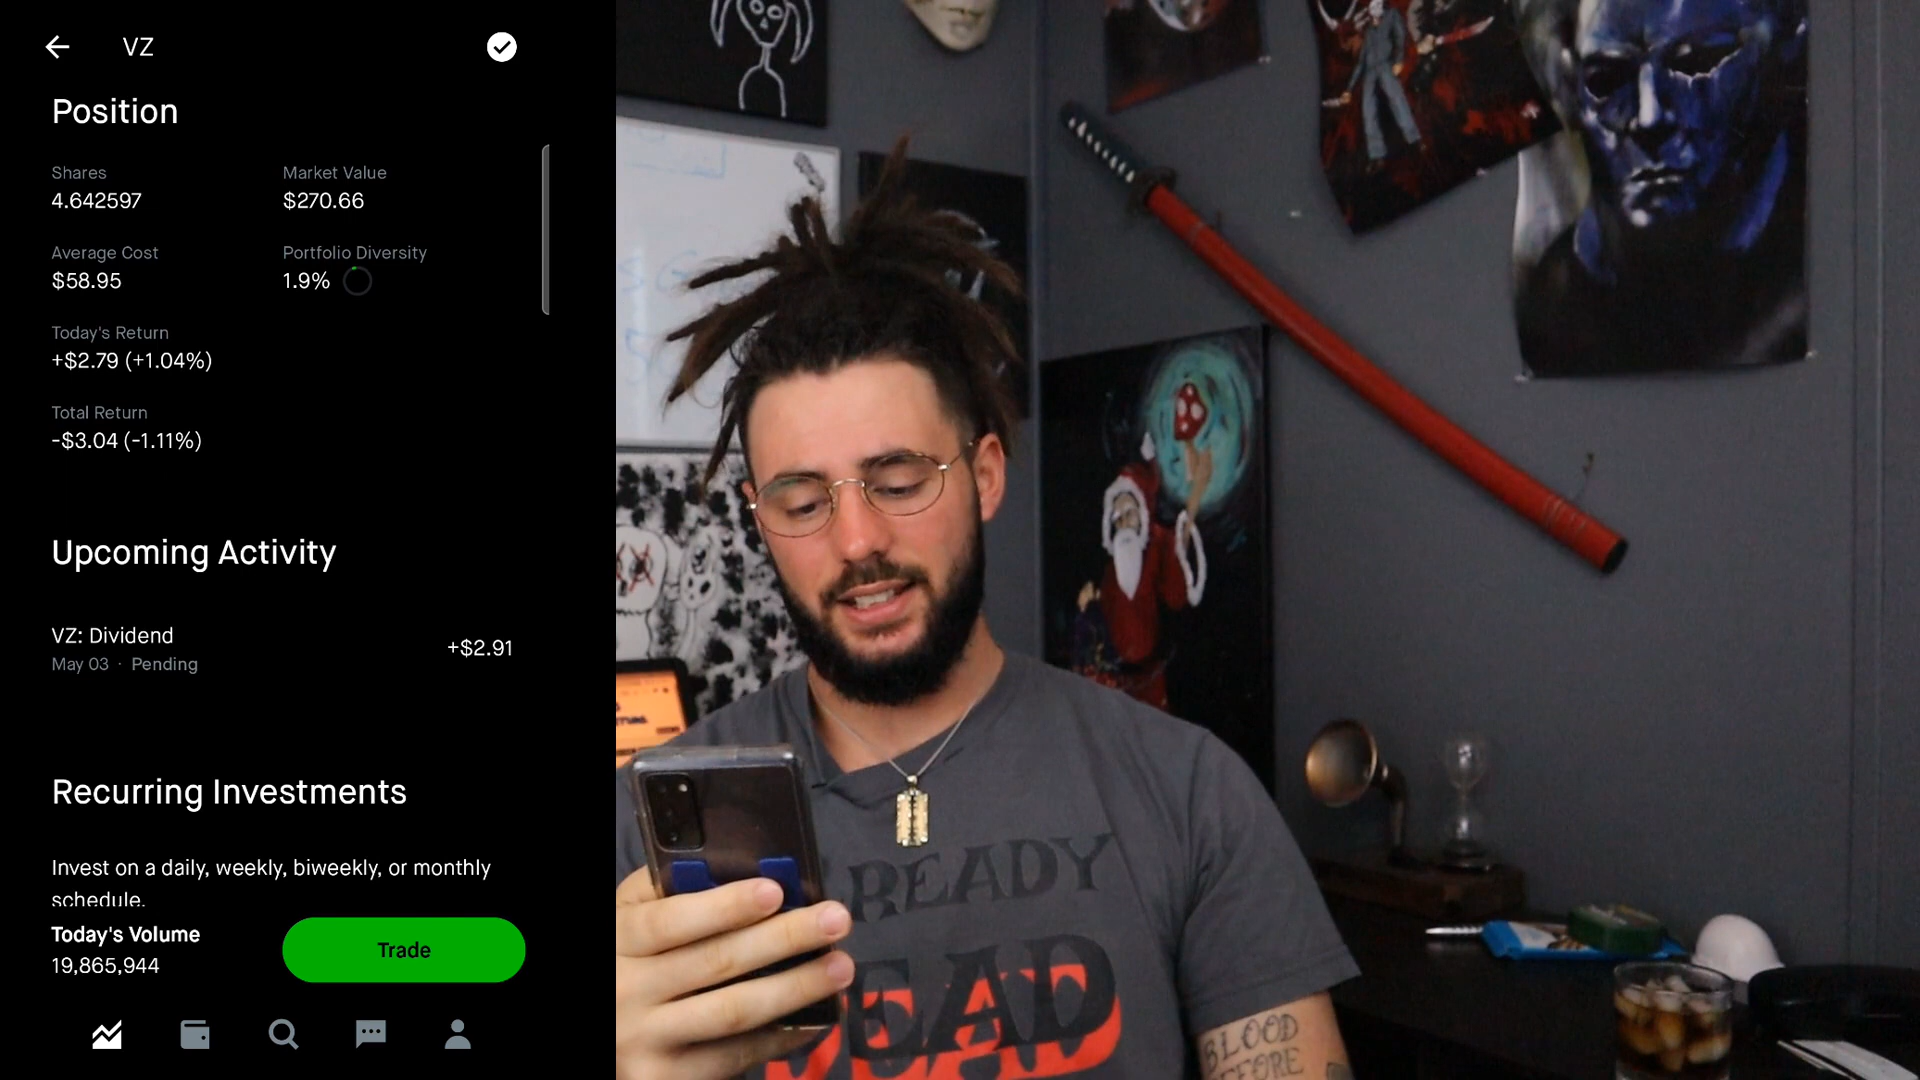 VZ
Position
Shares
4.642597
Market Value
$270.66
Average Cost
$58.95
Portfolio Diversity
1.9%
Today's Return
+$2.79 (+1.04%)
Total Return
-$3.04 (-1.11%)
Upcoming Activity
VZ: Dividend
May 03 · Pending
+$2.91
Recurring Investments
Invest on a daily, weekly, biweekly, or monthly
schedule.
Today's Volume
19,865,944
Trade
READY
DEAD
BLOOD